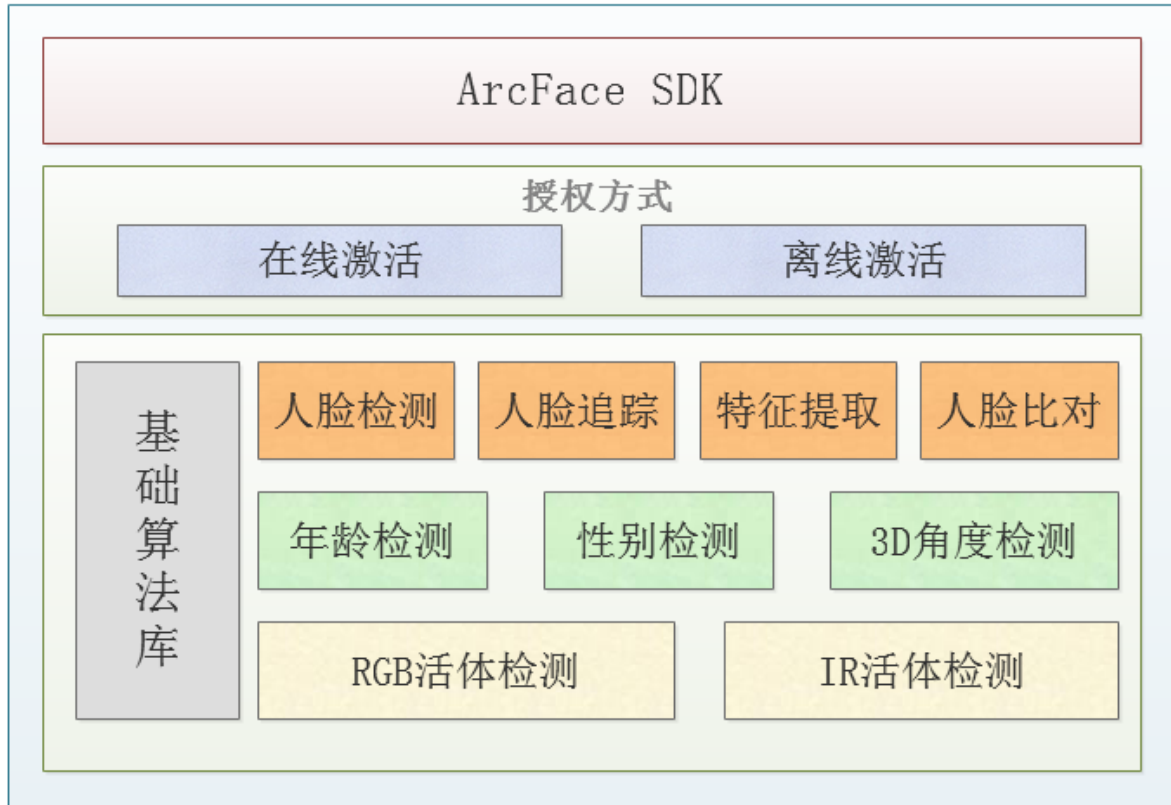 ArcFace SDK
授权方式
在线激活
离线激活
基础算法库
人脸检测
人脸追踪
特征提取
人脸比对
年龄检测
性别检测
3D角度检测
RGB活体检测
IR活体检测